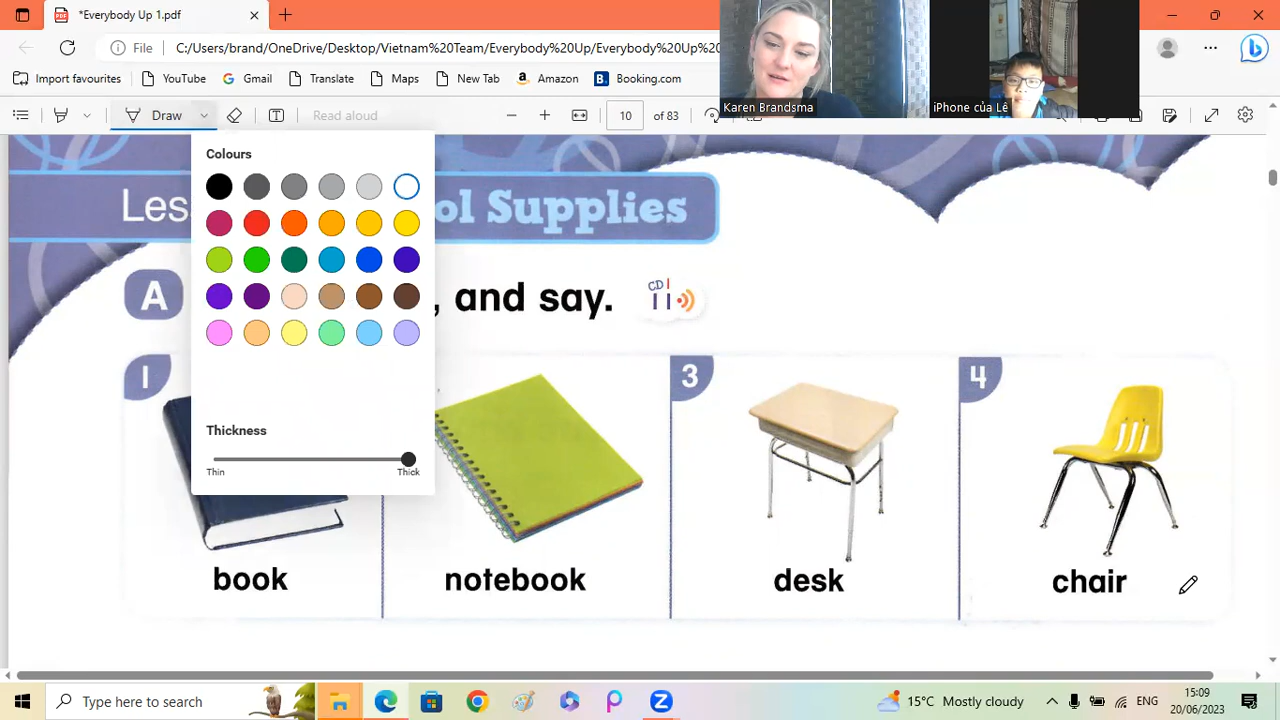 *Everybody Up 1.pdf
File
C:/Users/brand/OneDrive/Desktop/Vietnam%20Team/Everybody%20Up/Everybody%20Up%20
Import favourites
YouTube
Gmail
Translate
Maps
New Tab
Amazon
Booking.com
Karen Brandsma
iPhone của Lê
Draw
Read aloud
10 of 83
Colours
Thickness
Thin
Thick
Les
ol Supplies
A
, and say.
CD 1
11
1
3
4
book
notebook
desk
chair
Type here to search
15°C Mostly cloudy
ENG
15:09
20/06/2023